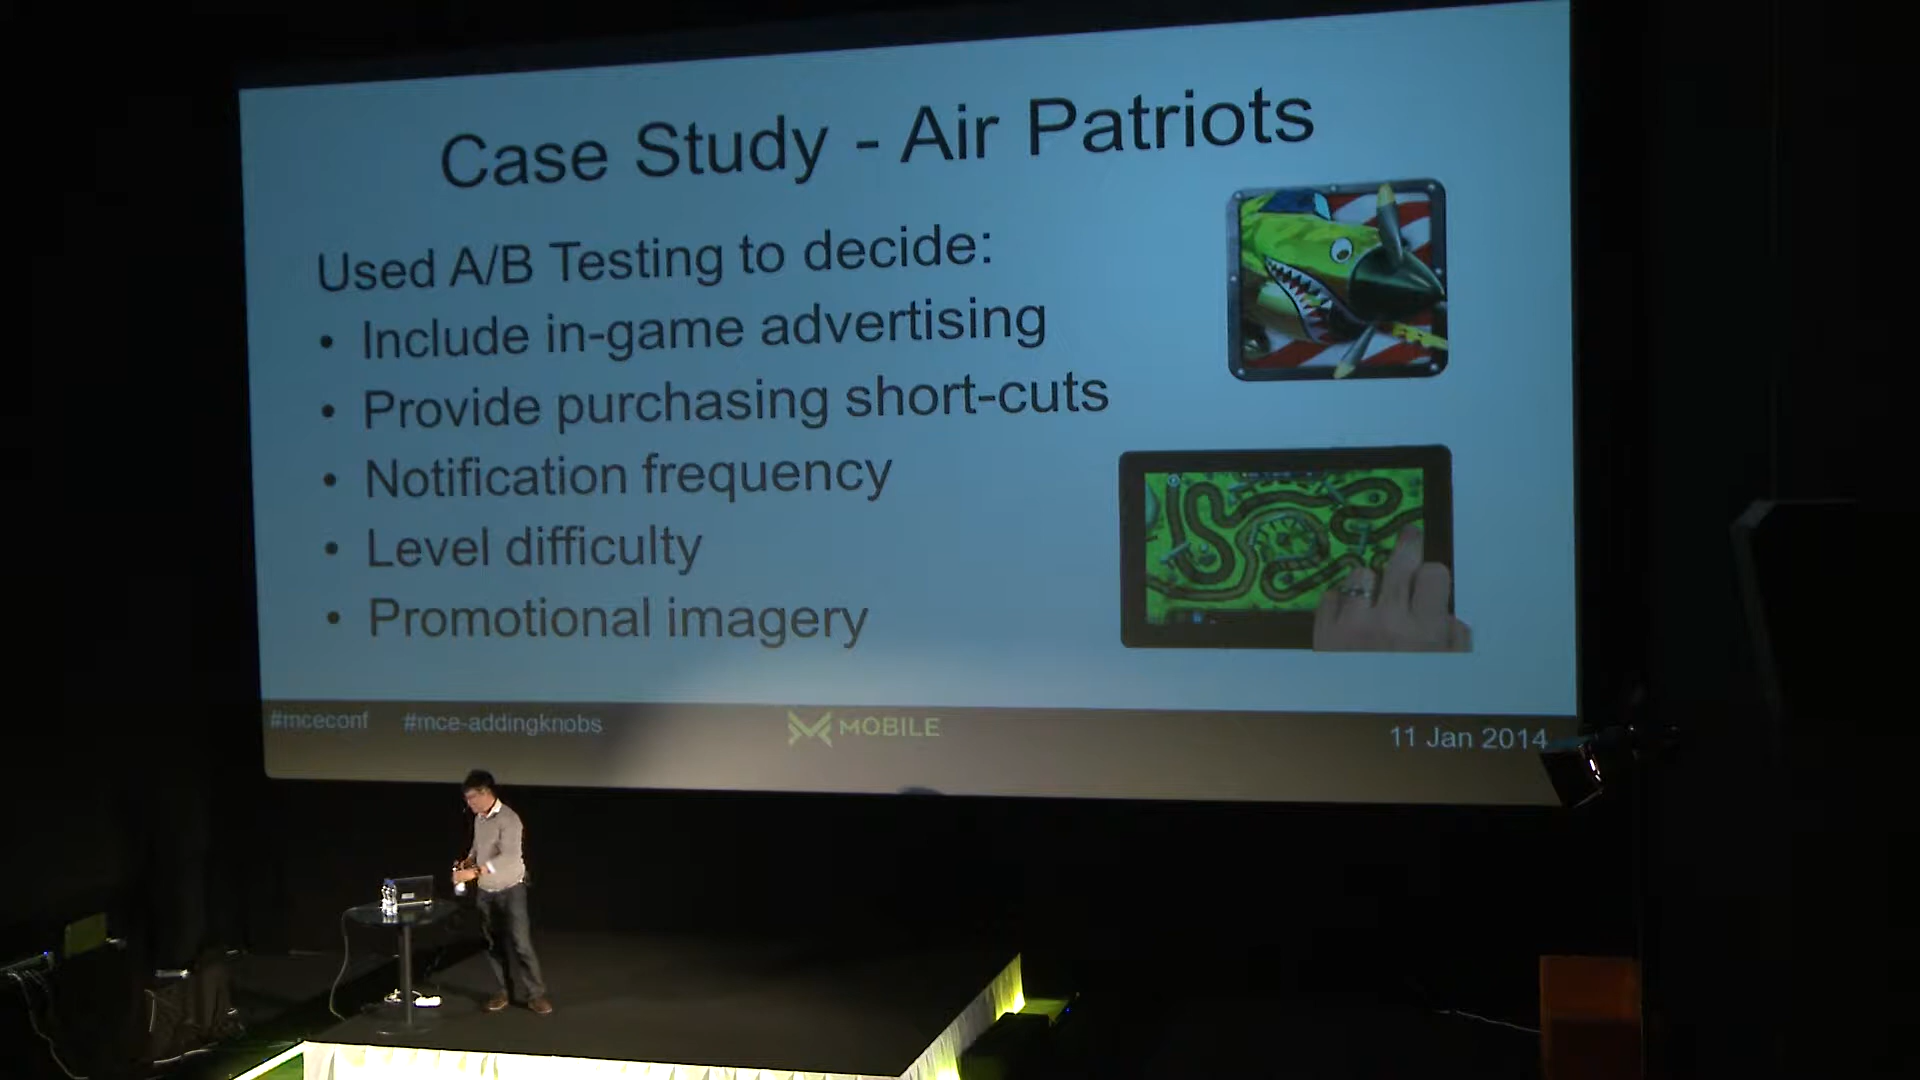 Case Study - Air Patriots
Used A/B Testing to decide:
• Include in-game advertising
• Provide purchasing short-cuts
• Notification frequency
• Level difficulty
• Promotional imagery
#mceconf #mce-addingknobs
MOBILE
11 Jan 2014